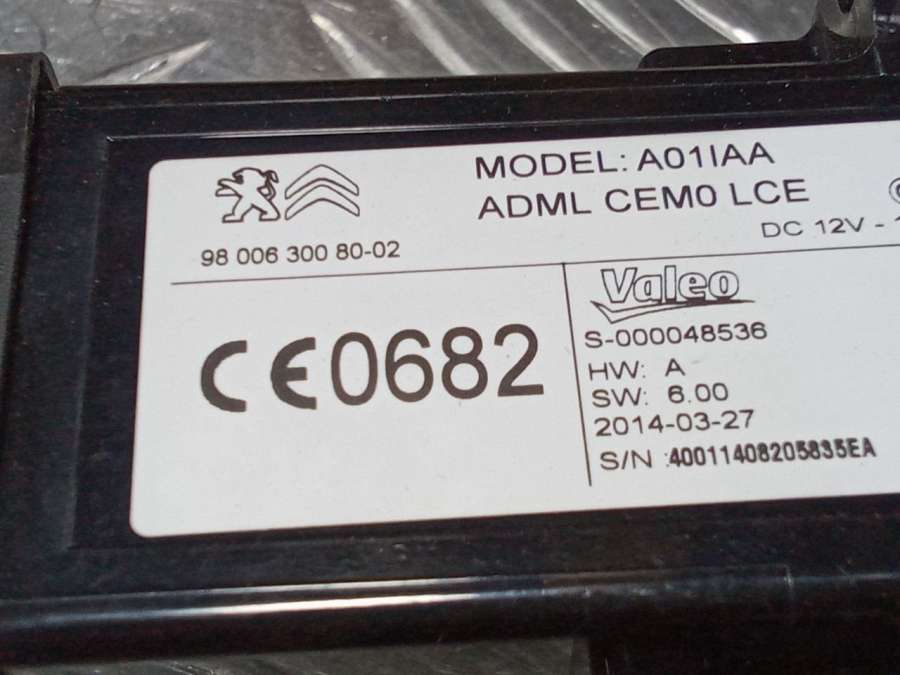 MODEL: A01IAA
ADML CEM0 LCE
98 006 300 80-02
DC 12V -
CE0682
Valeo
S-000048536
HW: A
SW: 6.00
2014-03-27
S/N :40011408205835EA